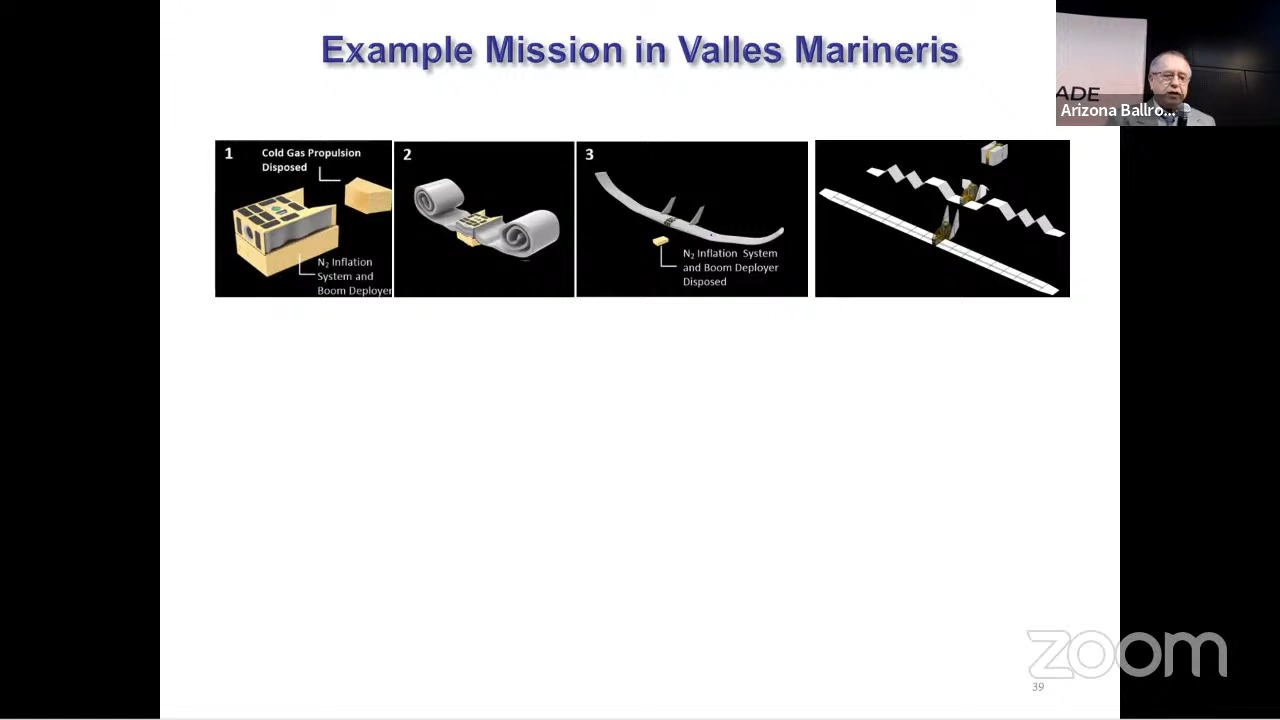 Example Mission in Valles Marineris
ADE
Arizona Ballro...
1
Cold Gas Propulsion
Disposed
N₂ Inflation
System and
Boom Deployer
2
3
N₂ Inflation System
and Boom Deployer
Disposed
zoom
39